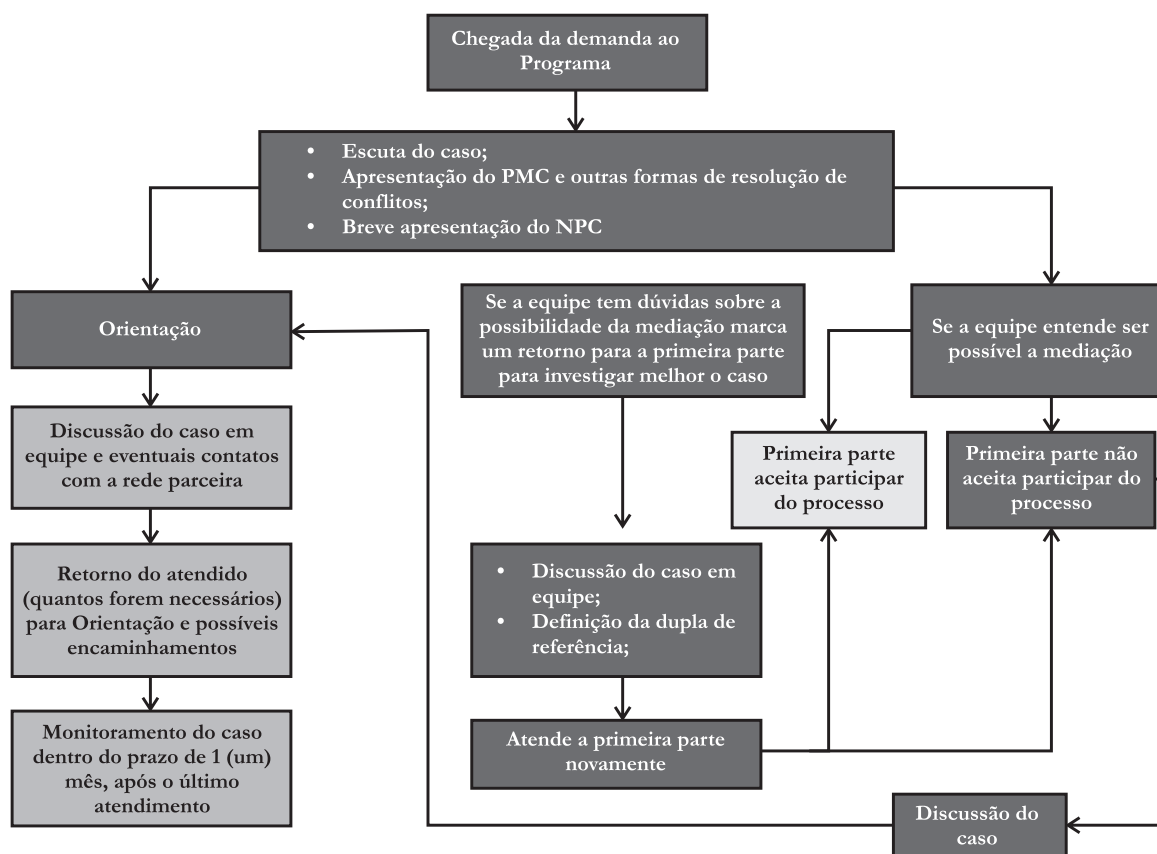 Chegada da demanda ao
Programa
• Escuta do caso;
• Apresentação do PMC e outras formas de resolução de
conflitos;
• Breve apresentação do NPC
Orientação
Se a equipe tem dúvidas sobre a
possibilidade da mediação marca
um retorno para a primeira parte
para investigar melhor o caso
Se a equipe entende ser
possível a mediação
Discussão do caso em
equipe e eventuais contatos
com a rede parceira
Primeira parte
aceita participar
do processo
Primeira parte não
aceita participar do
processo
Retorno do atendido
(quantos forem necessários)
para Orientação e possíveis
encaminhamentos
• Discussão do caso em
equipe;
• Definição da dupla de
referência;
Monitoramento do caso
dentro do prazo de 1 (um)
mês, após o último
atendimento
Atende a primeira parte
novamente
Discussão do
caso